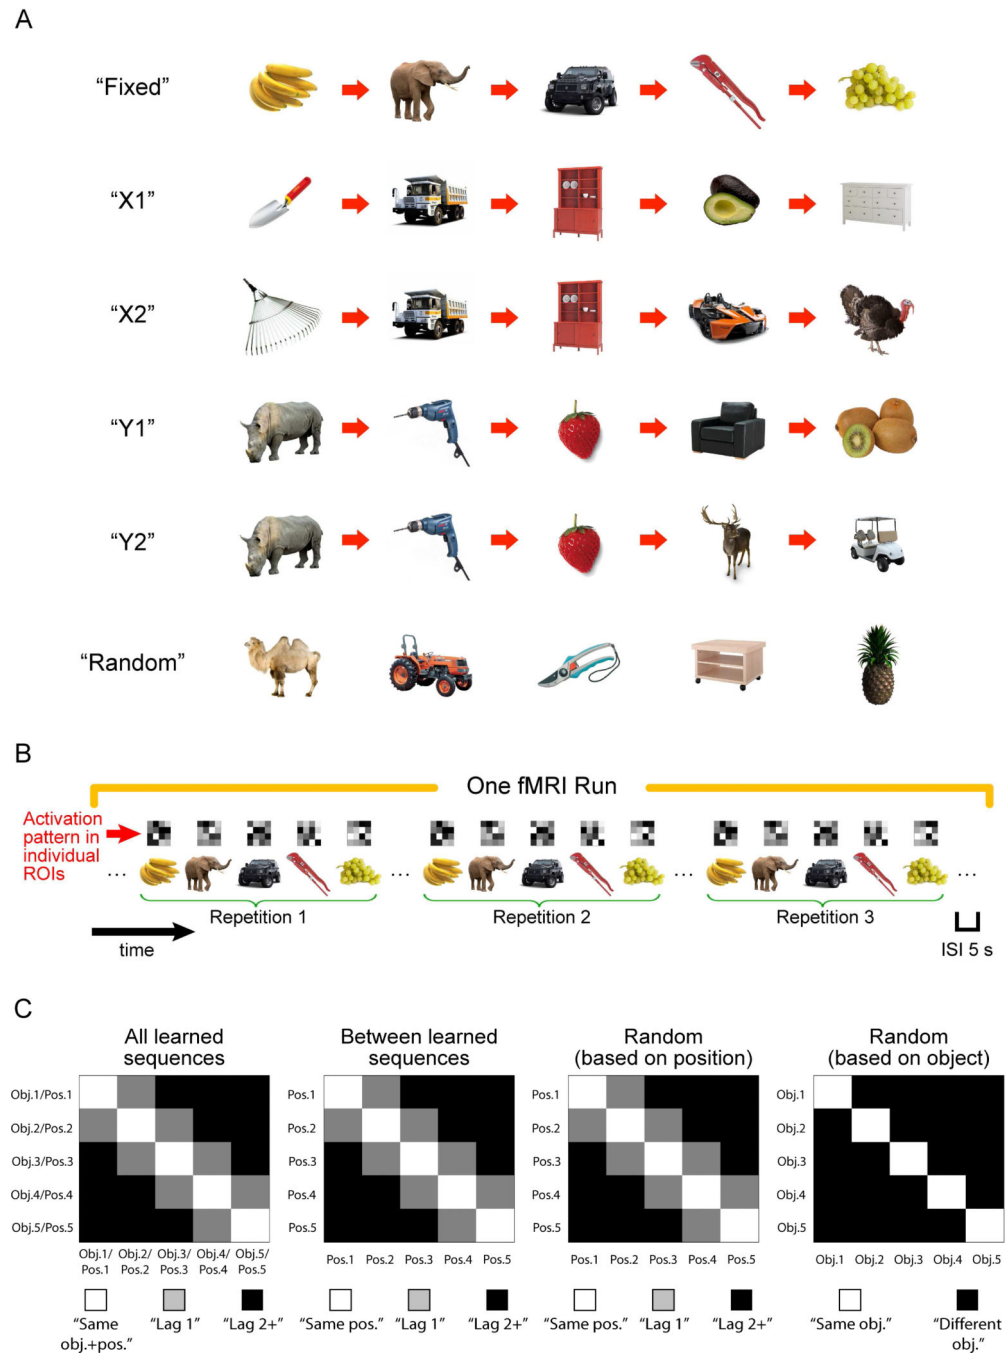 A
“Fixed”
“X1”
“X2”
“Y1”
“Y2”
“Random”
B
One fMRI Run
Activation
pattern in
individual
ROIs
... ... ... ...
Repetition 1
Repetition 2
Repetition 3
time
ISI 5 s
C
All learned
sequences
Obj.1/Pos.1
Obj.2/Pos.2
Obj.3/Pos.3
Obj.4/Pos.4
Obj.5/Pos.5
Obj.1/ Obj.2/ Obj.3/ Obj.4/ Obj.5/
Pos.1 Pos.2 Pos.3 Pos.4 Pos.5
“Same
obj.+pos.”
“Lag 1”
“Lag 2+”
Between learned
sequences
Pos.1
Pos.2
Pos.3
Pos.4
Pos.5
Pos.1 Pos.2 Pos.3 Pos.4 Pos.5
“Same pos.”
“Lag 1”
“Lag 2+”
Random
(based on position)
Pos.1
Pos.2
Pos.3
Pos.4
Pos.5
Pos.1 Pos.2 Pos.3 Pos.4 Pos.5
“Same pos.”
“Lag 1”
“Lag 2+”
Random
(based on object)
Obj.1
Obj.2
Obj.3
Obj.4
Obj.5
Obj.1 Obj.2 Obj.3 Obj.4 Obj.5
“Same obj.”
“Different
obj.”